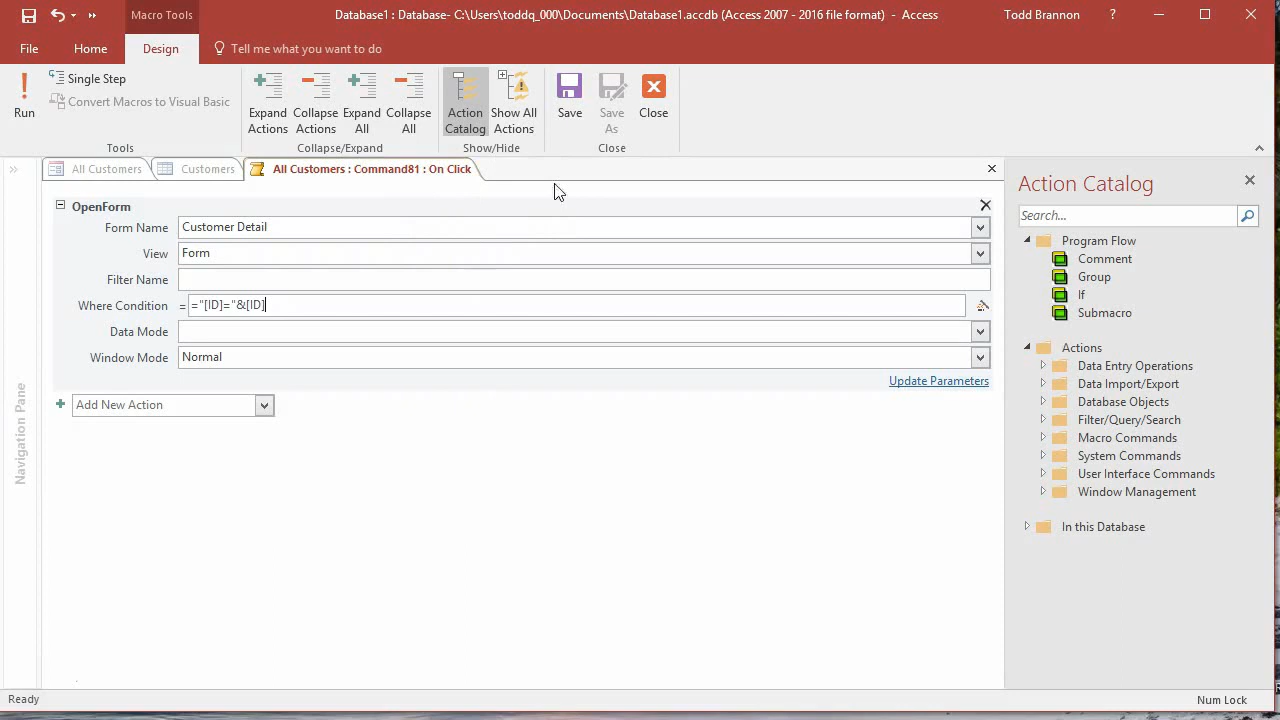 Macro Tools
Database1 : Database- C:\Users\toddq_000\Documents\Database1.accdb (Access 2007 - 2016 file format) - Access
Todd Brannon
?
File
Home
Design
Tell me what you want to do
Run
Single Step
Convert Macros to Visual Basic
Tools
Expand Actions
Collapse Actions
Expand All
Collapse All
Collapse/Expand
Action Catalog
Show All Actions
Show/Hide
Save
Save As
Close
Close
All Customers
Customers
All Customers : Command81 : On Click
OpenForm
Form Name
Customer Detail
View
Form
Filter Name
Where Condition
= ="[ID]="&[ID]
Data Mode
Window Mode
Normal
Update Parameters
Add New Action
Navigation Pane
Action Catalog
Search...
Program Flow
Comment
Group
If
Submacro
Actions
Data Entry Operations
Data Import/Export
Database Objects
Filter/Query/Search
Macro Commands
System Commands
User Interface Commands
Window Management
In this Database
Ready
Num Lock